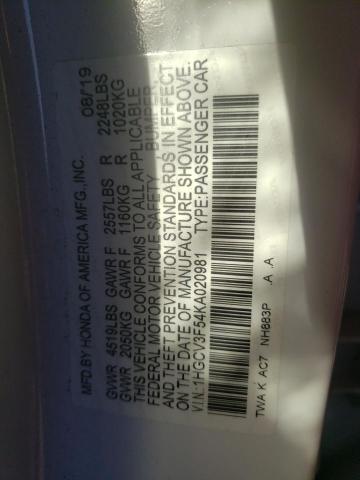 MFD.BY HONDA OF AMERICA MFG.,INC. 08/19
GVWR 4519LBS GAWR F 2557LBS R 2248LBS
GVWR 2050KG GAWR F 1160KG R 1020KG
THIS VEHICLE CONFORMS TO ALL APPLICABLE
FEDERAL MOTOR VEHICLE SAFETY, BUMPER,
AND THEFT PREVENTION STANDARDS IN EFFECT
ON THE DATE OF MANUFACTURE SHOWN ABOVE.
V.I.N.:1HGCV3F54KA020981 TYPE:PASSENGER CAR
TWA K AC7 NH883P .A .A